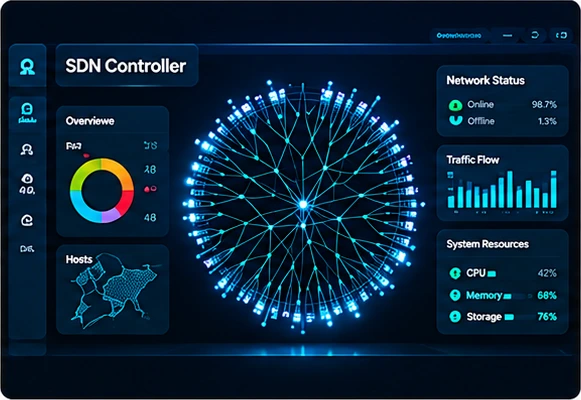 SDN Controller
Overviewe
28
48
Hosts
Network Status
Online 98.7%
Offline 1.3%
Traffic Flow
System Resources
CPU 42%
Memory 68%
Storage 76%